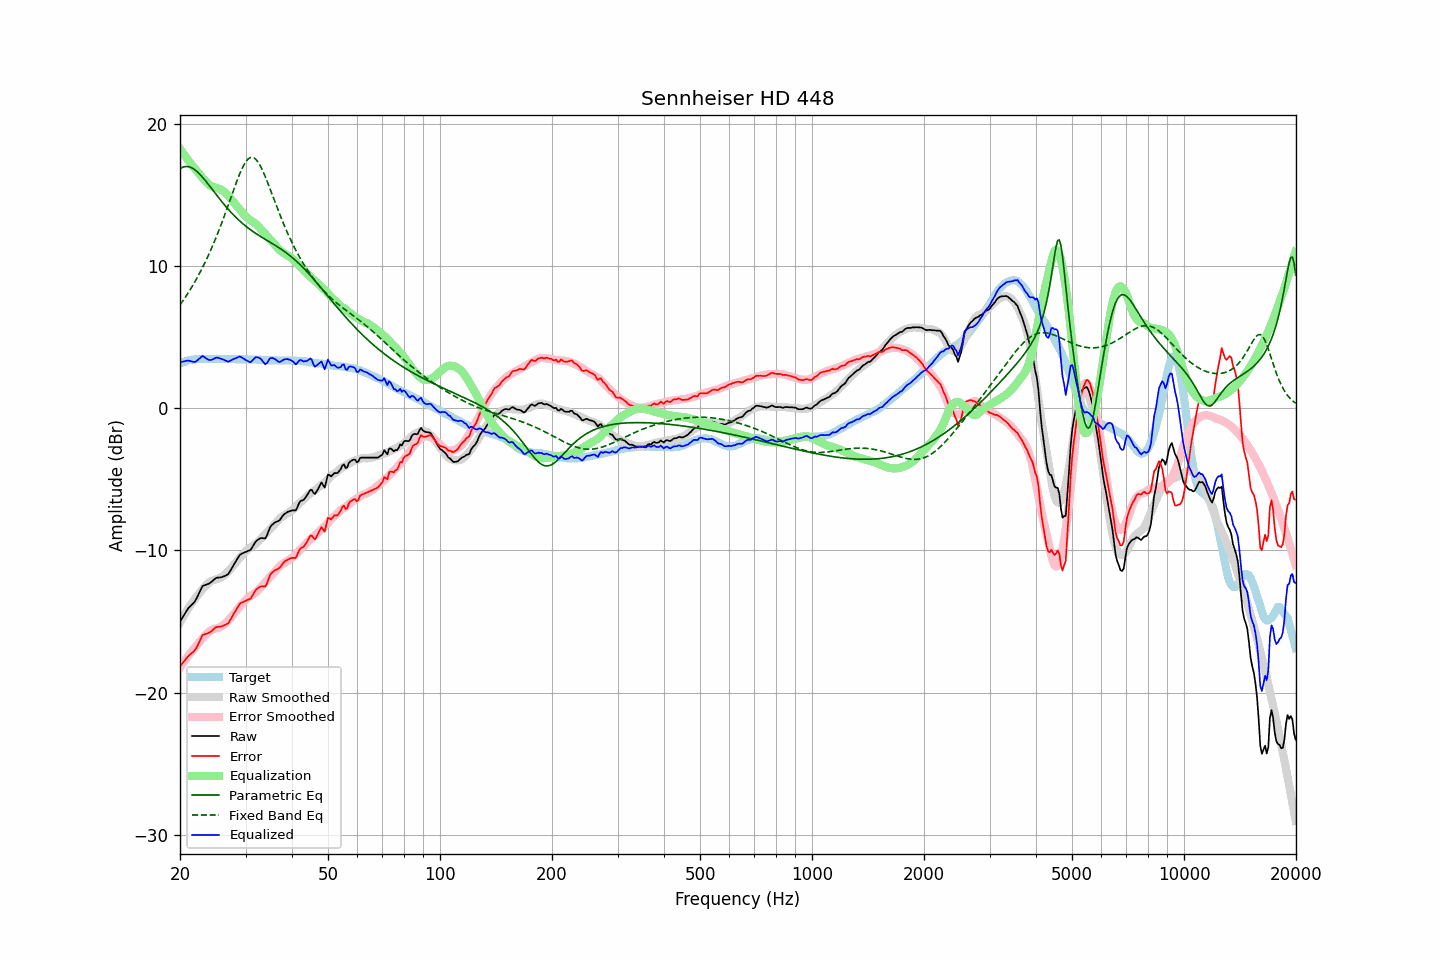 Sennheiser HD 448
Amplitude (dBr)
20
10
0
−10
−20
−30
Target
Raw Smoothed
Error Smoothed
Raw
Error
Equalization
Parametric Eq
Fixed Band Eq
Equalized
20 50 100 200 500 1000 2000 5000 10000 20000
Frequency (Hz)